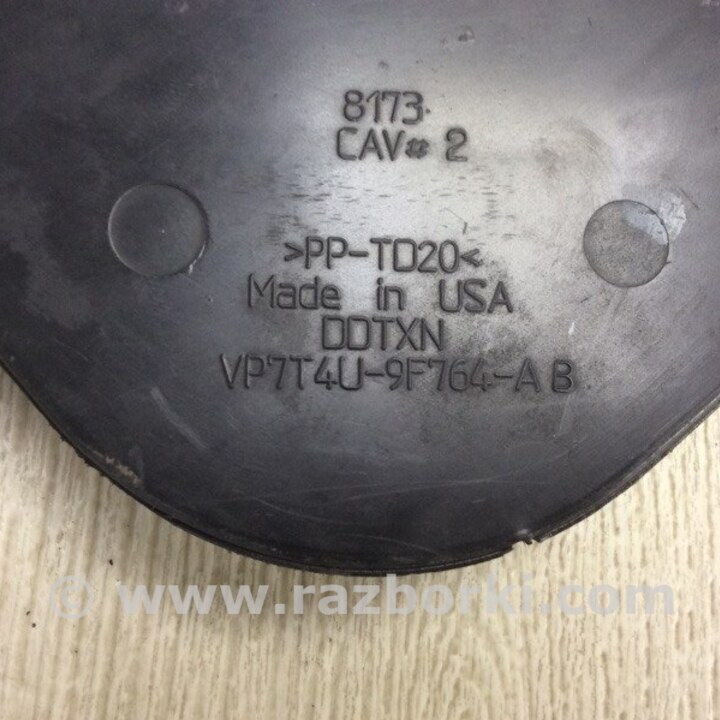 8173
CAV# 2
>PP-TD20<
Made in USA
DDTXN
VP7T4U-9F764-AB
© www.razborki.com